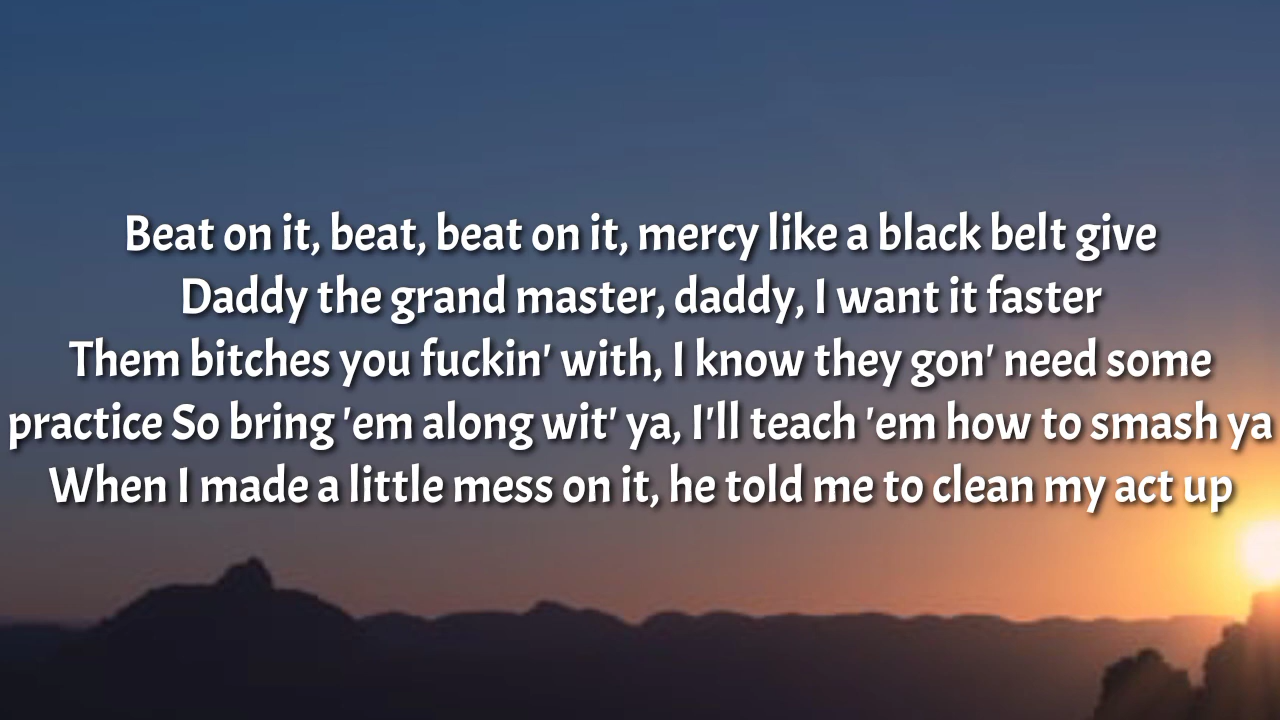 Beat on it, beat, beat on it, mercy like a black belt give
Daddy the grand master, daddy, I want it faster
Them bitches you fuckin' with, I know they gon' need some
practice So bring 'em along wit' ya, I'll teach 'em how to smash ya
When I made a little mess on it, he told me to clean my act up